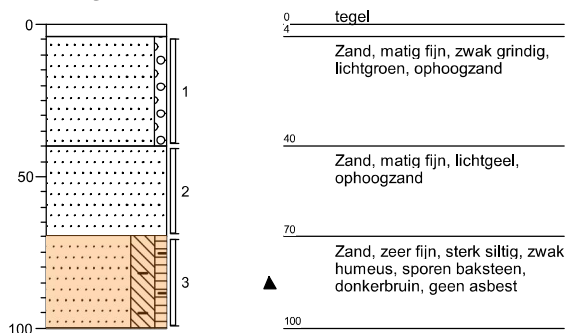 0
0
tegel
4
Zand, matig fijn, zwak grindig,
lichtgroen, ophoogzand
1
40
Zand, matig fijn, lichtgeel,
ophoogzand
50
2
70
Zand, zeer fijn, sterk siltig, zwak
humeus, sporen baksteen,
donkerbruin, geen asbest
3
100
100